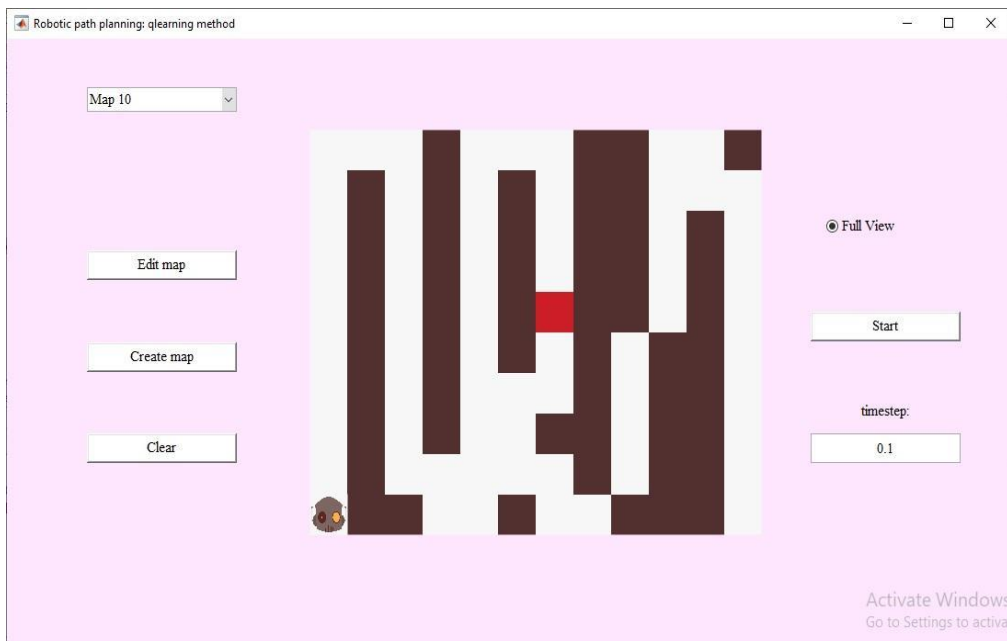 Robotic path planning: qlearning method
Map 10
Full View
Edit map
Start
Create map
timestep:
Clear
0.1
Activate Windows
Go to Settings to activa